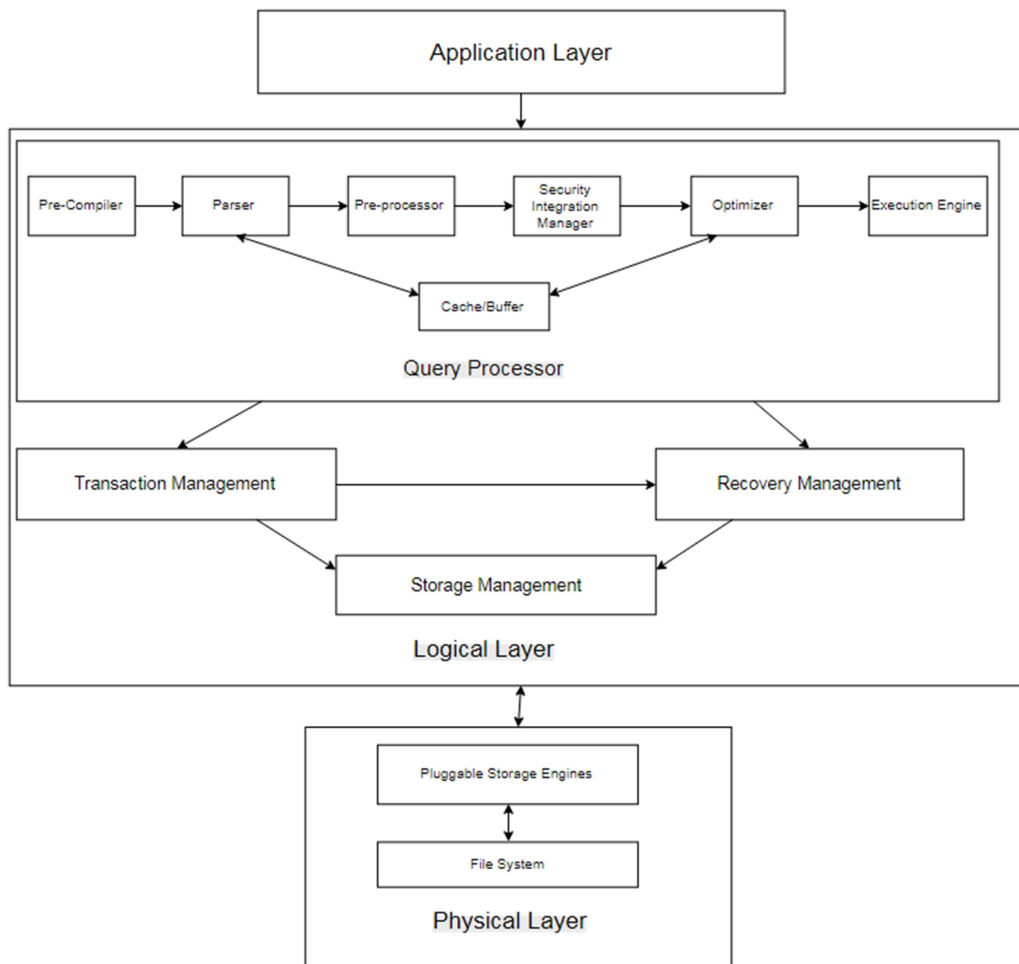 Application Layer
Pre-Compiler
Parser
Pre-processor
Security
Integration
Manager
Optimizer
Execution Engine
Cache/Buffer
Query Processor
Transaction Management
Recovery Management
Storage Management
Logical Layer
Pluggable Storage Engines
File System
Physical Layer